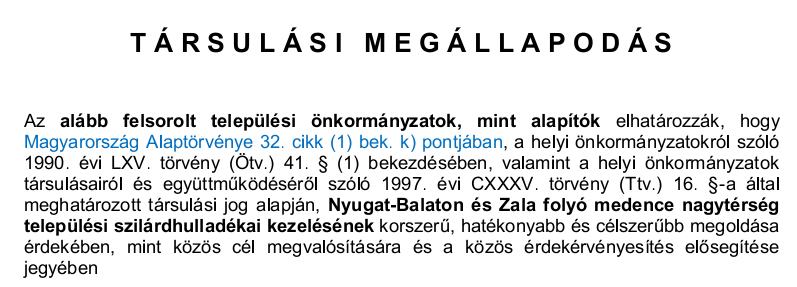 TÁRSULÁSI MEGÁLLAPODÁS
Az alább felsorolt települési önkormányzatok, mint alapítók elhatározzák, hogy
Magyarország Alaptörvénye 32. cikk (1) bek. k) pontjában, a helyi önkormányzatokról szóló
1990. évi LXV. törvény (Ötv.) 41. § (1) bekezdésében, valamint a helyi önkormányzatok
társulásairól és együttműködéséről szóló 1997. évi CXXXV. törvény (Ttv.) 16. §-a által
meghatározott társulási jog alapján, Nyugat-Balaton és Zala folyó medence nagytérség
települési szilárdhulladékai kezelésének korszerű, hatékonyabb és célszerűbb megoldása
érdekében, mint közös cél megvalósítására és a közös érdekérvényesítés elősegítése
jegyében